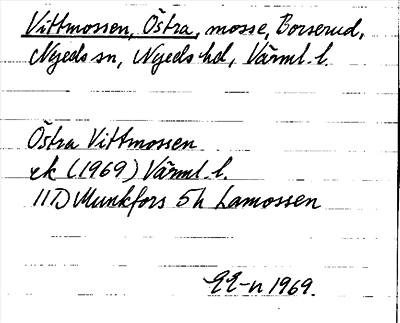 Vittmossen, Östra, mosse, Borserud,
Nyeds sn, Nyeds hd, Värml. l.
Östra Vittmossen
ek (1969) Värml. l.
11D Munkfors 5h Lamossen
1969.